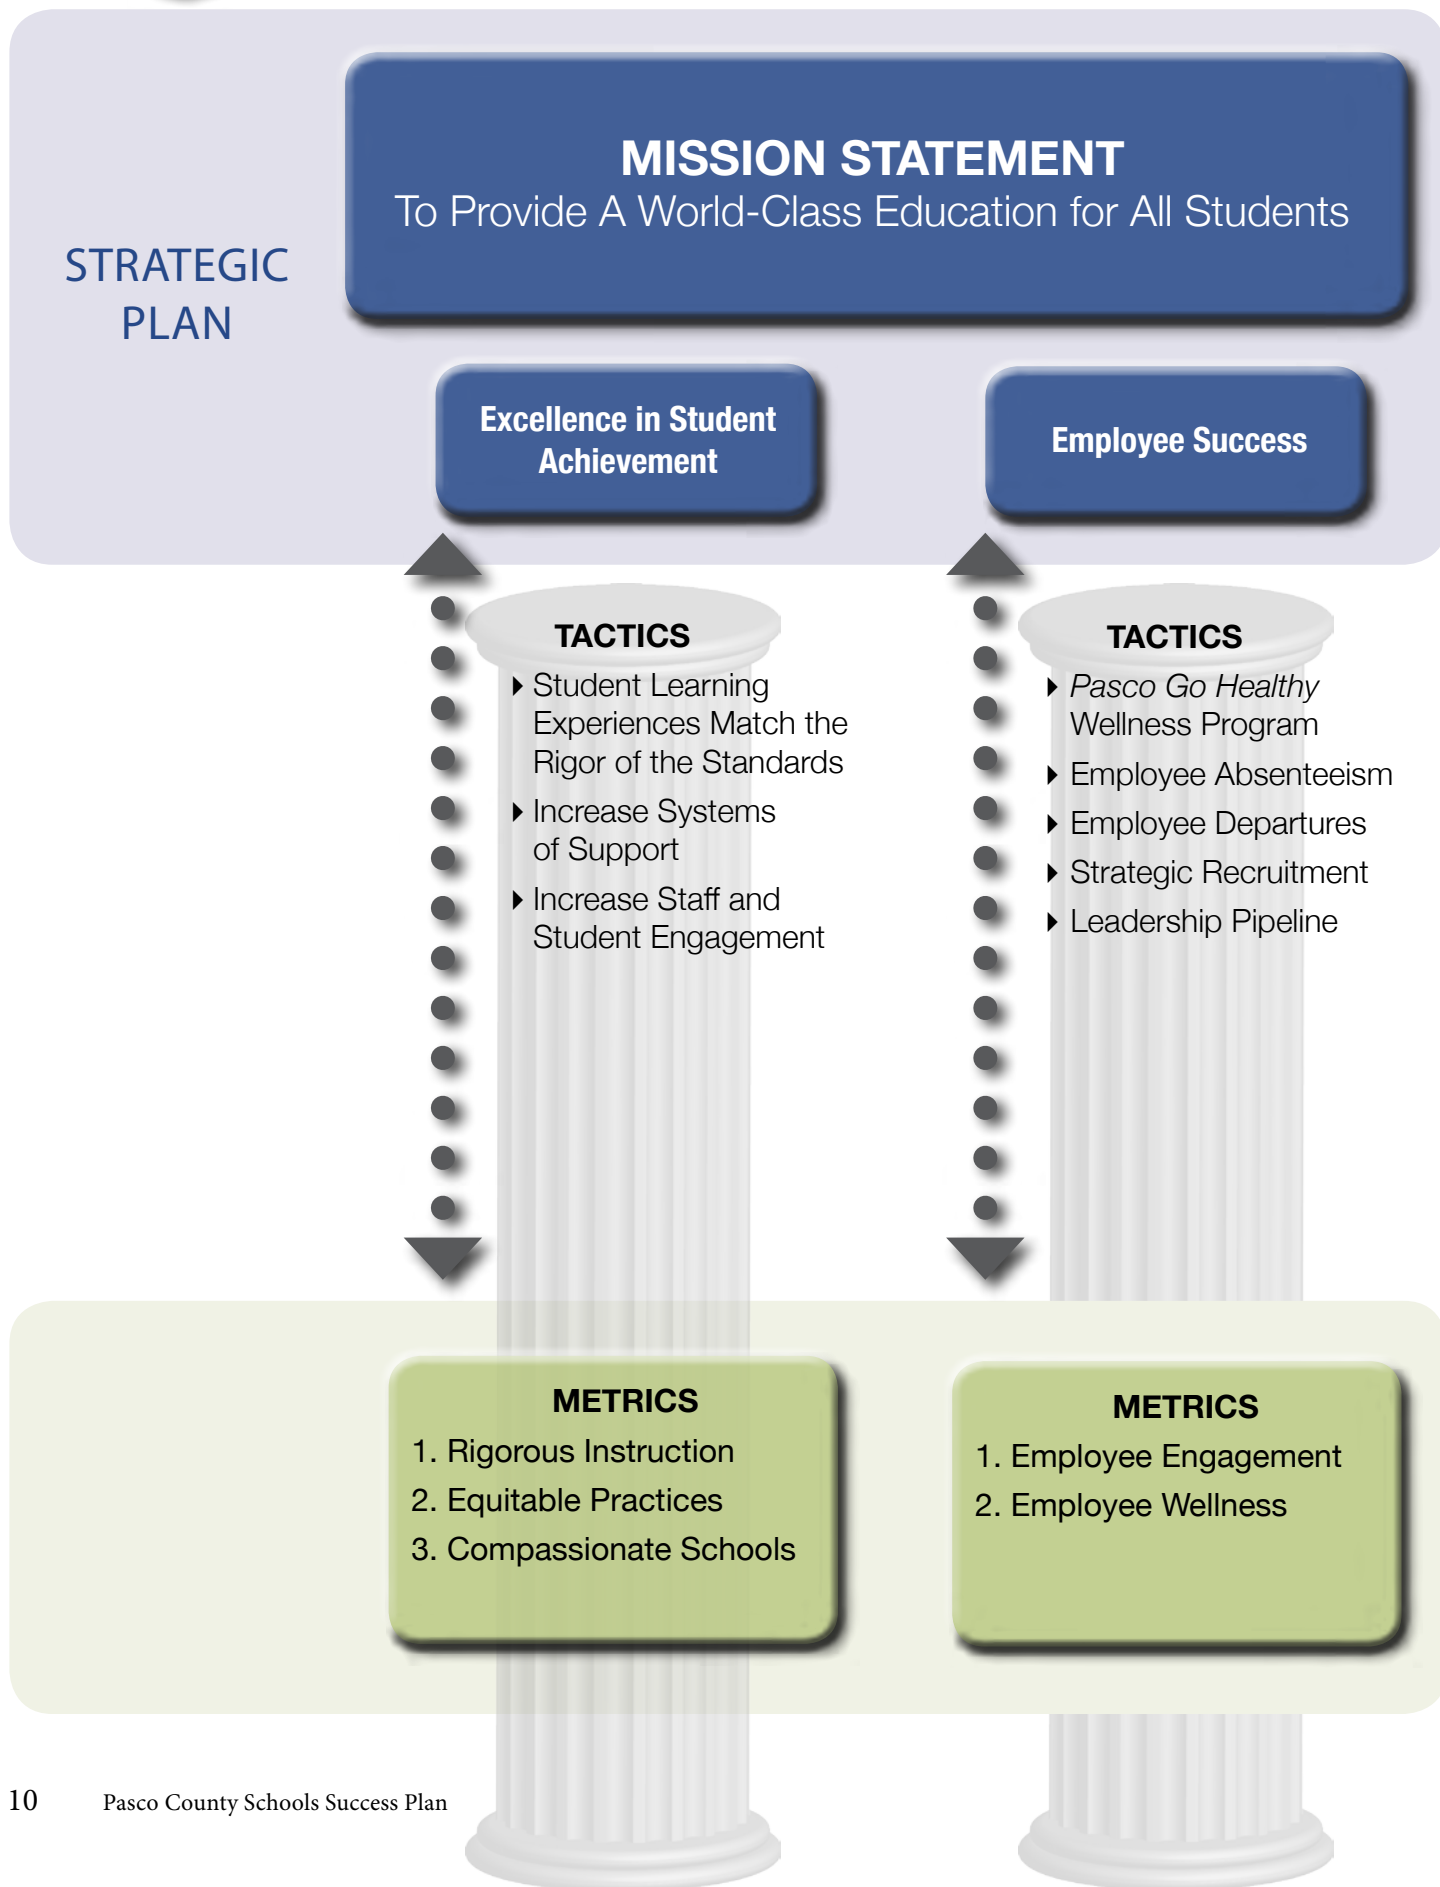 MISSION STATEMENT
To Provide A World-Class Education for All Students
STRATEGIC
PLAN
Excellence in Student
Achievement
Employee Success
TACTICS
Student Learning
Experiences Match the
Rigor of the Standards
Increase Systems
of Support
Increase Staff and
Student Engagement
TACTICS
Pasco Go Healthy
Wellness Program
Employee Absenteeism
Employee Departures
Strategic Recruitment
Leadership Pipeline
METRICS
1. Rigorous Instruction
2. Equitable Practices
3. Compassionate Schools
METRICS
1. Employee Engagement
2. Employee Wellness
10 Pasco County Schools Success Plan